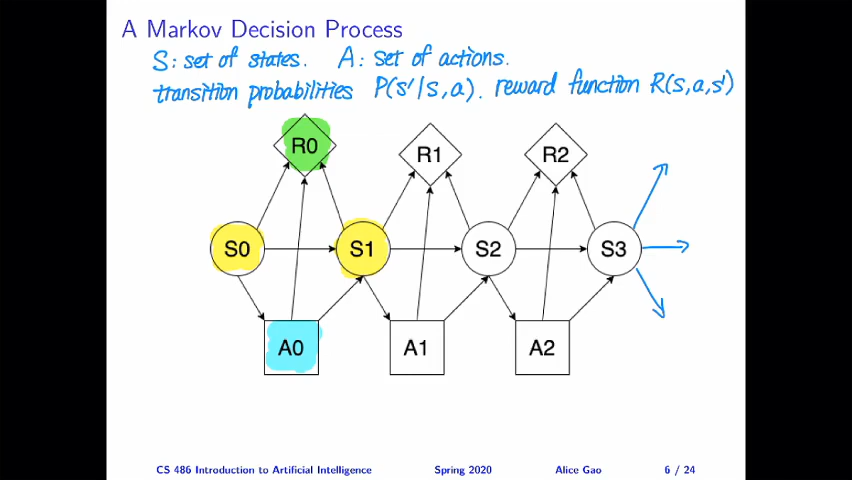 A Markov Decision Process
S: set of states. A: set of actions.
transition probabilities P(s'|s,a). reward function R(s,a,s')
R0 R1 R2
S0 S1 S2 S3
A0 A1 A2
CS 486 Introduction to Artificial Intelligence Spring 2020 Alice Gao 6 / 24